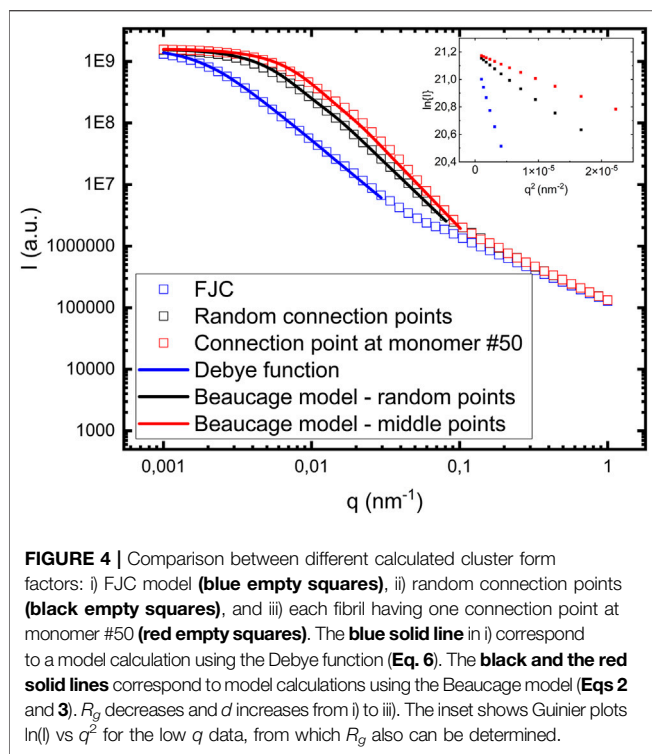 1E9
1E8
1E7
1000000
100000
10000
1000
I (a.u.)
0,001
0,01
0,1
1
q (nm-1)
FJC
Random connection points
Connection point at monomer #50
Debye function
Beaucage model - random points
Beaucage model - middle points
21,2
21,0
20,8
20,6
20,4
ln{I}
0
1×10-5
2×10-5
q2 (nm-2)
FIGURE 4 | Comparison between different calculated cluster form
factors: i) FJC model (blue empty squares), ii) random connection points
(black empty squares), and iii) each fibril having one connection point at
monomer #50 (red empty squares). The blue solid line in i) correspond
to a model calculation using the Debye function (Eq. 6). The black and the red
solid lines correspond to model calculations using the Beaucage model (Eqs 2
and 3). Rg decreases and d increases from i) to iii). The inset shows Guinier plots
ln(I) vs q2 for the low q data, from which Rg also can be determined.